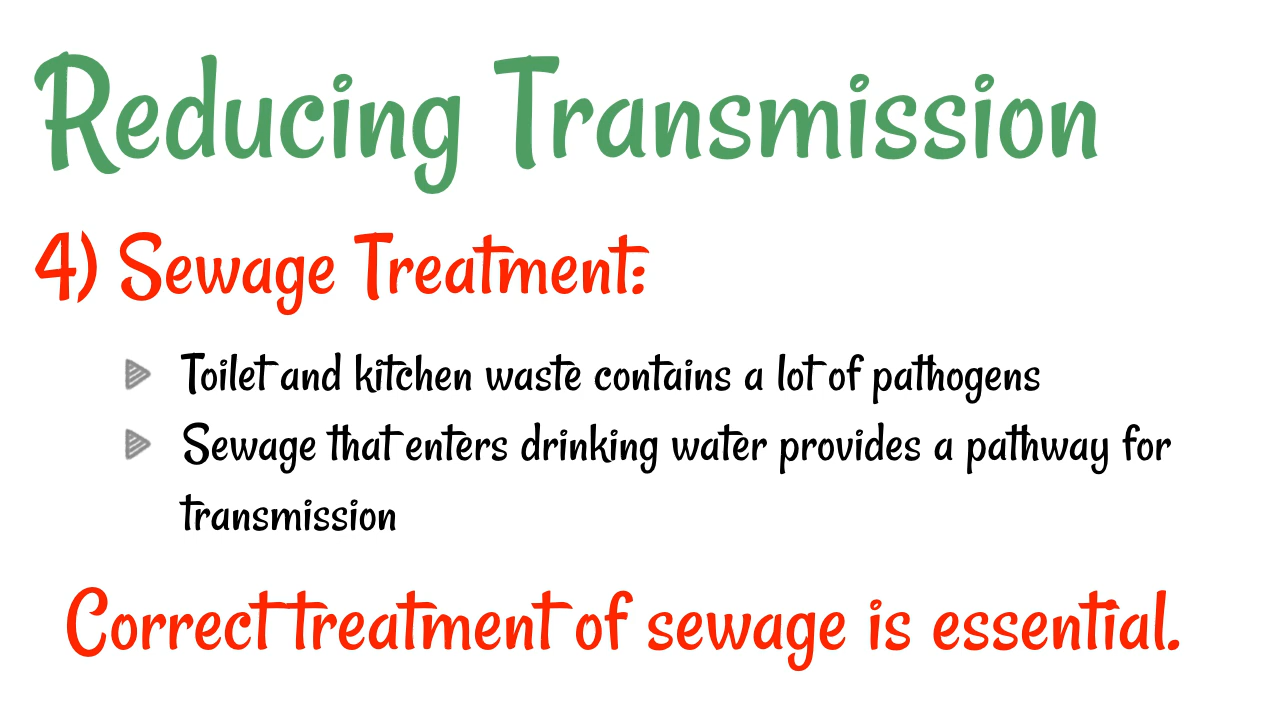 Reducing Transmission
4) Sewage Treatment:
Toilet and kitchen waste contains a lot of pathogens
Sewage that enters drinking water provides a pathway for
transmission
Correct treatment of sewage is essential.